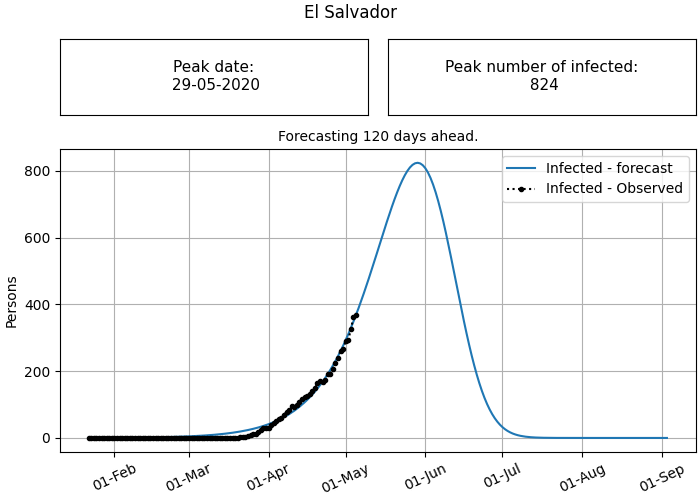 El Salvador
Peak date:
29-05-2020
Peak number of infected:
824
Forecasting 120 days ahead.
Infected - forecast
Infected - Observed
Persons
800
600
400
200
0
01-Feb
01-Mar
01-Apr
01-May
01-Jun
01-Jul
01-Aug
01-Sep